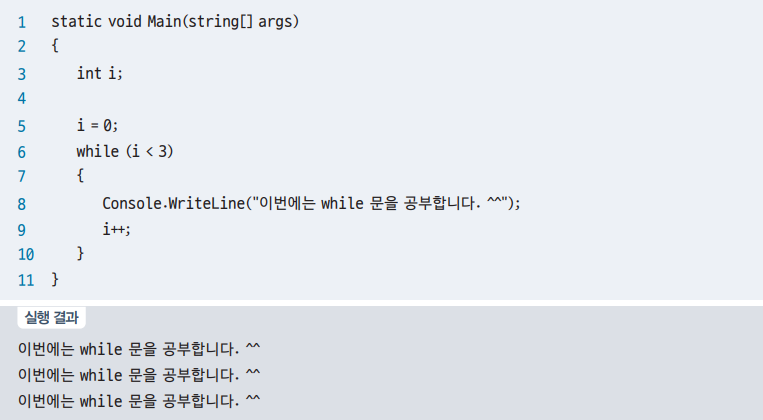 1 static void Main(string[] args)
2 {
3 int i;
4
5 i = 0;
6 while (i < 3)
7 {
8 Console.WriteLine("이번에는 while 문을 공부합니다. ^^");
9 i++;
10 }
11 }
실행 결과
이번에는 while 문을 공부합니다. ^^
이번에는 while 문을 공부합니다. ^^
이번에는 while 문을 공부합니다. ^^